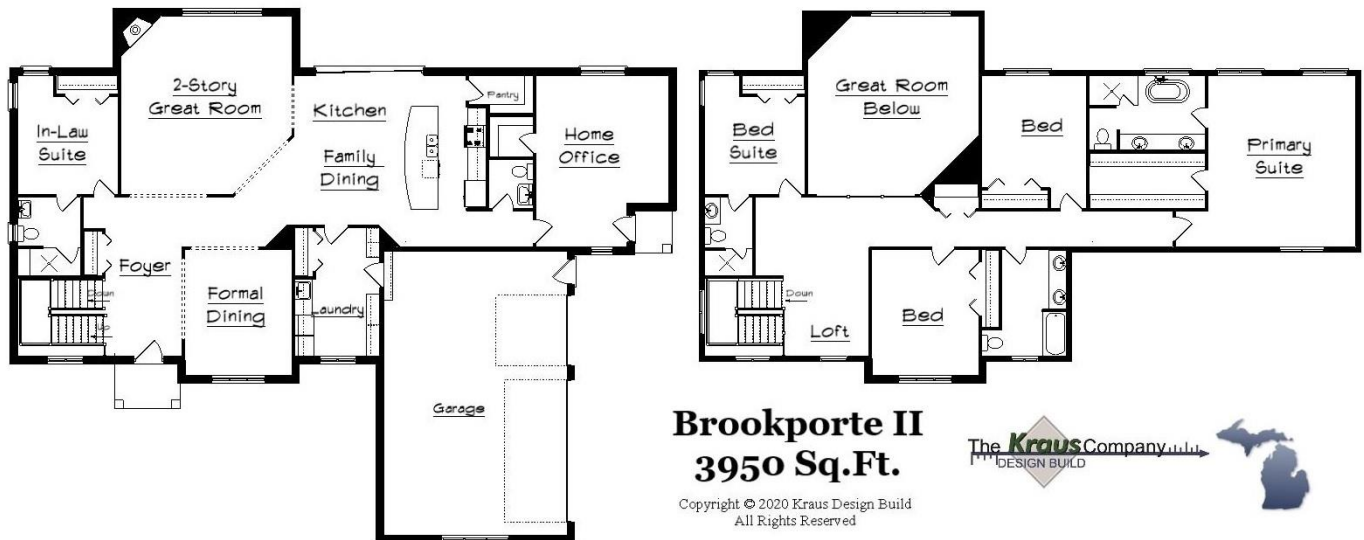 2-Story
Great Room
In-Law
Suite
Kitchen
Family
Dining
Pantry
Home
Office
Foyer
Down
Up
Formal
Dining
Laundry
Garage
Great Room
Below
Bed
Suite
Bed
Primary
Suite
Down
Loft
Bed
Brookporte II
3950 Sq.Ft.
Copyright © 2020 Kraus Design Build
All Rights Reserved
The Kraus Company
DESIGN BUILD